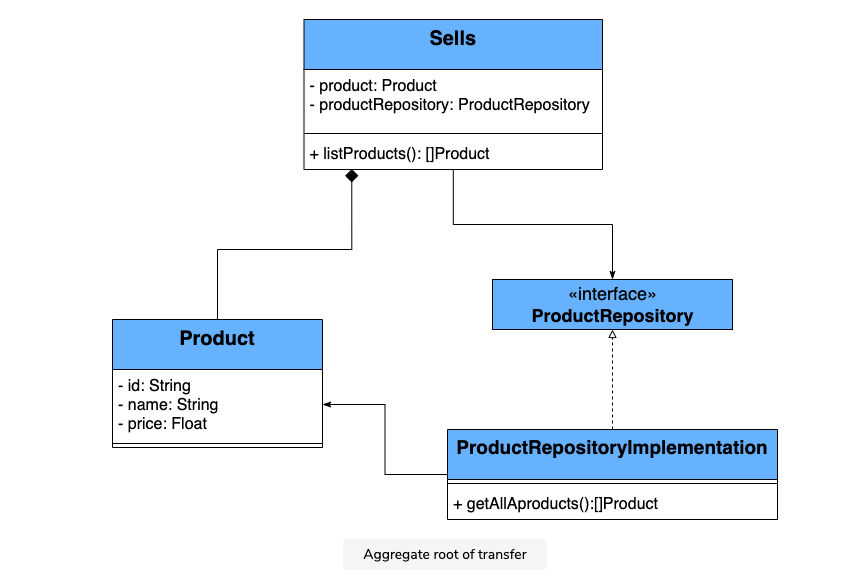 Sells
- product: Product
- productRepository: ProductRepository
+ listProducts(): []Product
«interface»
ProductRepository
Product
- id: String
- name: String
- price: Float
ProductRepositoryImplementation
+ getAllAproducts():[]Product
Aggregate root of transfer